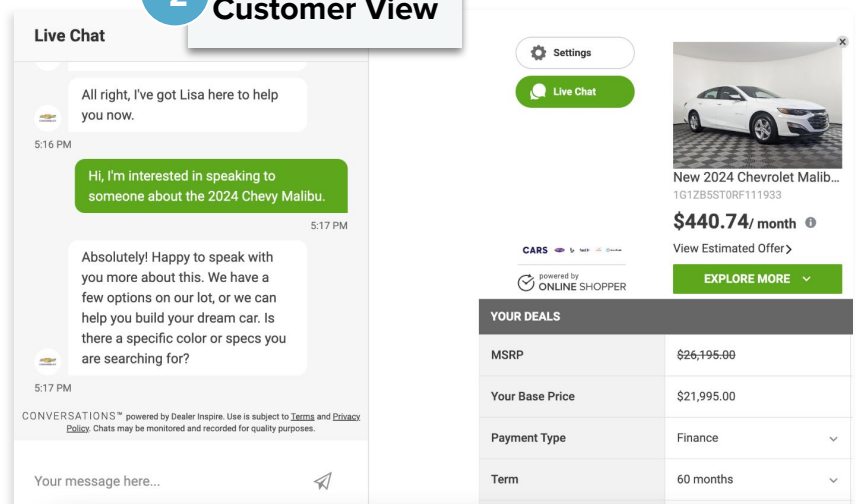 2
Customer View
Live Chat
All right, I've got Lisa here to help
you now.
5:16 PM
Hi, I'm interested in speaking to
someone about the 2024 Chevy Malibu.
5:17 PM
Absolutely! Happy to speak with
you more about this. We have a
few options on our lot, or we can
help you build your dream car. Is
there a specific color or specs you
are searching for?
5:17 PM
CONVERSATIONS™ powered by Dealer Inspire. Use is subject to Terms and Privacy
Policy. Chats may be monitored and recorded for quality purposes.
Your message here...
Settings
Live Chat
CARS
powered by
ONLINE SHOPPER
New 2024 Chevrolet Malib...
1G1ZB5ST0RF111933
$440.74/ month
View Estimated Offer
EXPLORE MORE
YOUR DEALS
MSRP
$26,195.00
Your Base Price
$21,995.00
Payment Type
Finance
Term
60 months